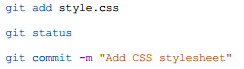 git add style.css
git status
git commit -m "Add CSS stylesheet"